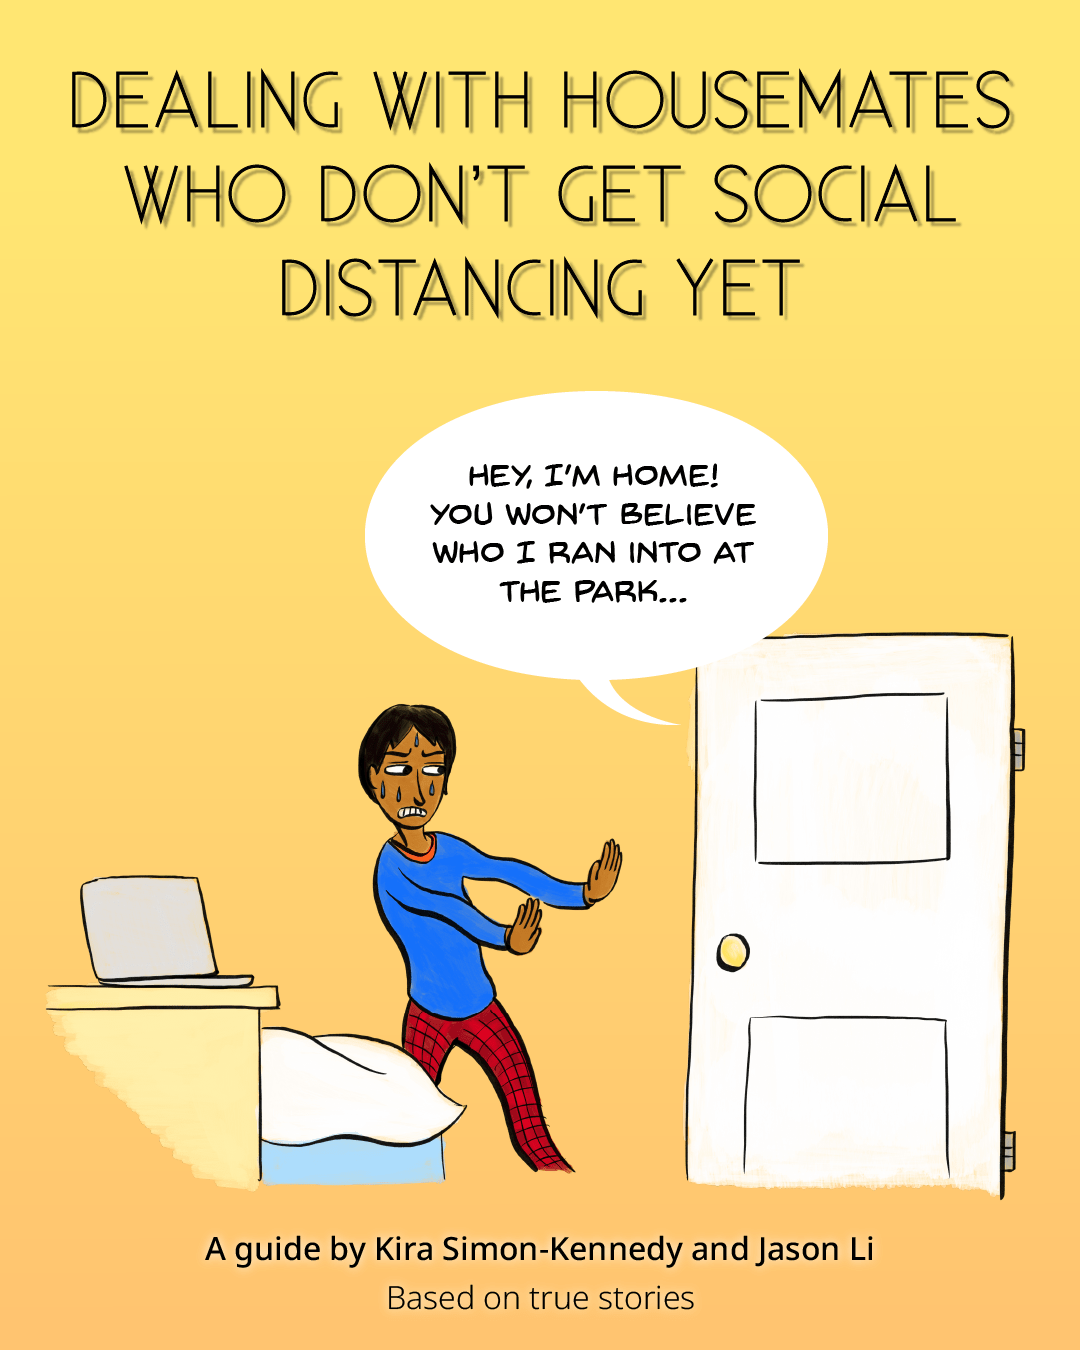 DEALING WITH HOUSEMATES
WHO DON'T GET SOCIAL
DISTANCING YET
HEY, I'M HOME!
YOU WON'T BELIEVE
WHO I RAN INTO AT
THE PARK...
A guide by Kira Simon-Kennedy and Jason Li
Based on true stories